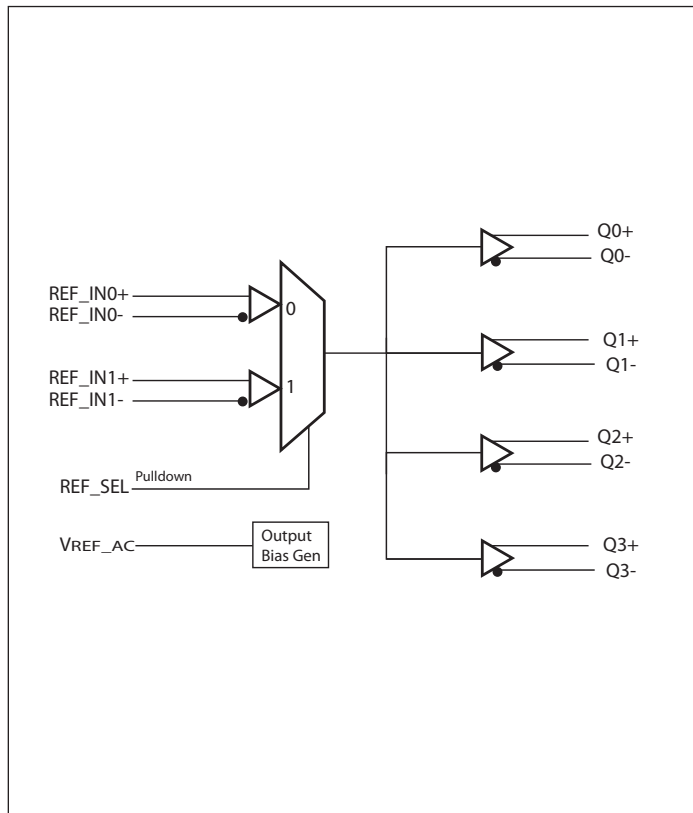 REF_IN0+
REF_IN0-
0
REF_IN1+
REF_IN1-
1
REF_SEL Pulldown
VREF_AC
Output
Bias Gen
Q0+
Q0-
Q1+
Q1-
Q2+
Q2-
Q3+
Q3-